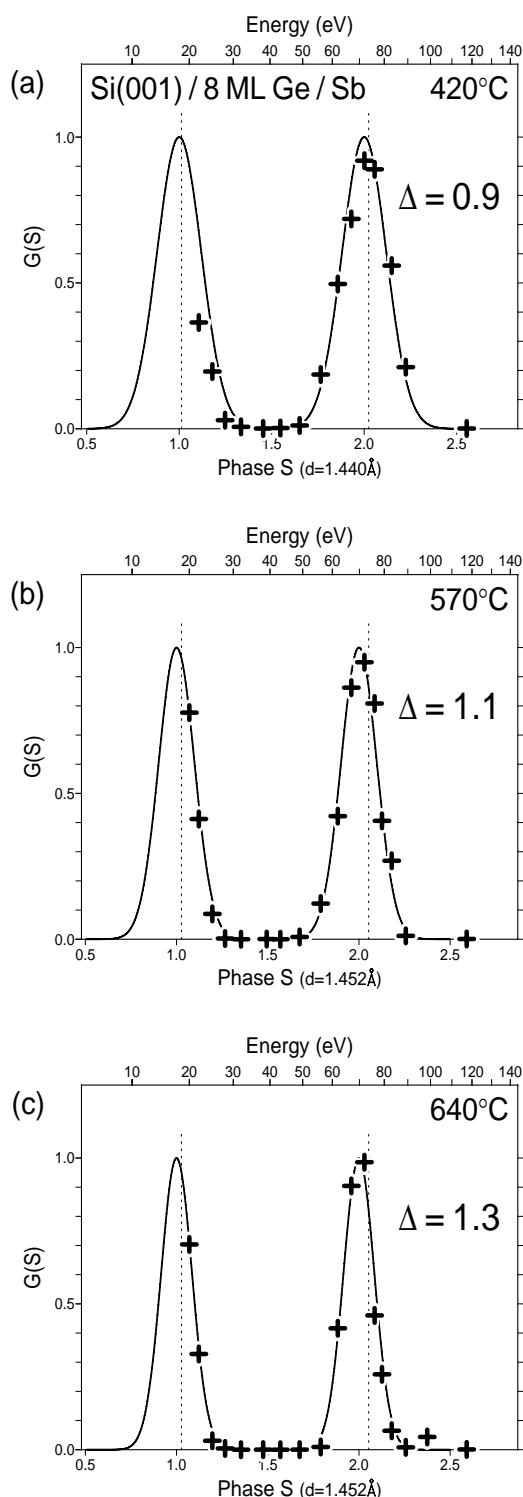 Energy (eV)
10 20 30 40 50 60 70 80 100 120 140
(a) Si(001) / 8 ML Ge / Sb 420°C
1.0
Δ = 0.9
G(S)
0.5
0.0
0.5 1.0 1.5 2.0 2.5
Phase S (d=1.440Å)
Energy (eV)
10 20 30 40 50 60 70 80 100 120 140
(b) 570°C
1.0
Δ = 1.1
G(S)
0.5
0.0
0.5 1.0 1.5 2.0 2.5
Phase S (d=1.452Å)
Energy (eV)
10 20 30 40 50 60 70 80 100 120 140
(c) 640°C
1.0
Δ = 1.3
G(S)
0.5
0.0
0.5 1.0 1.5 2.0 2.5
Phase S (d=1.452Å)